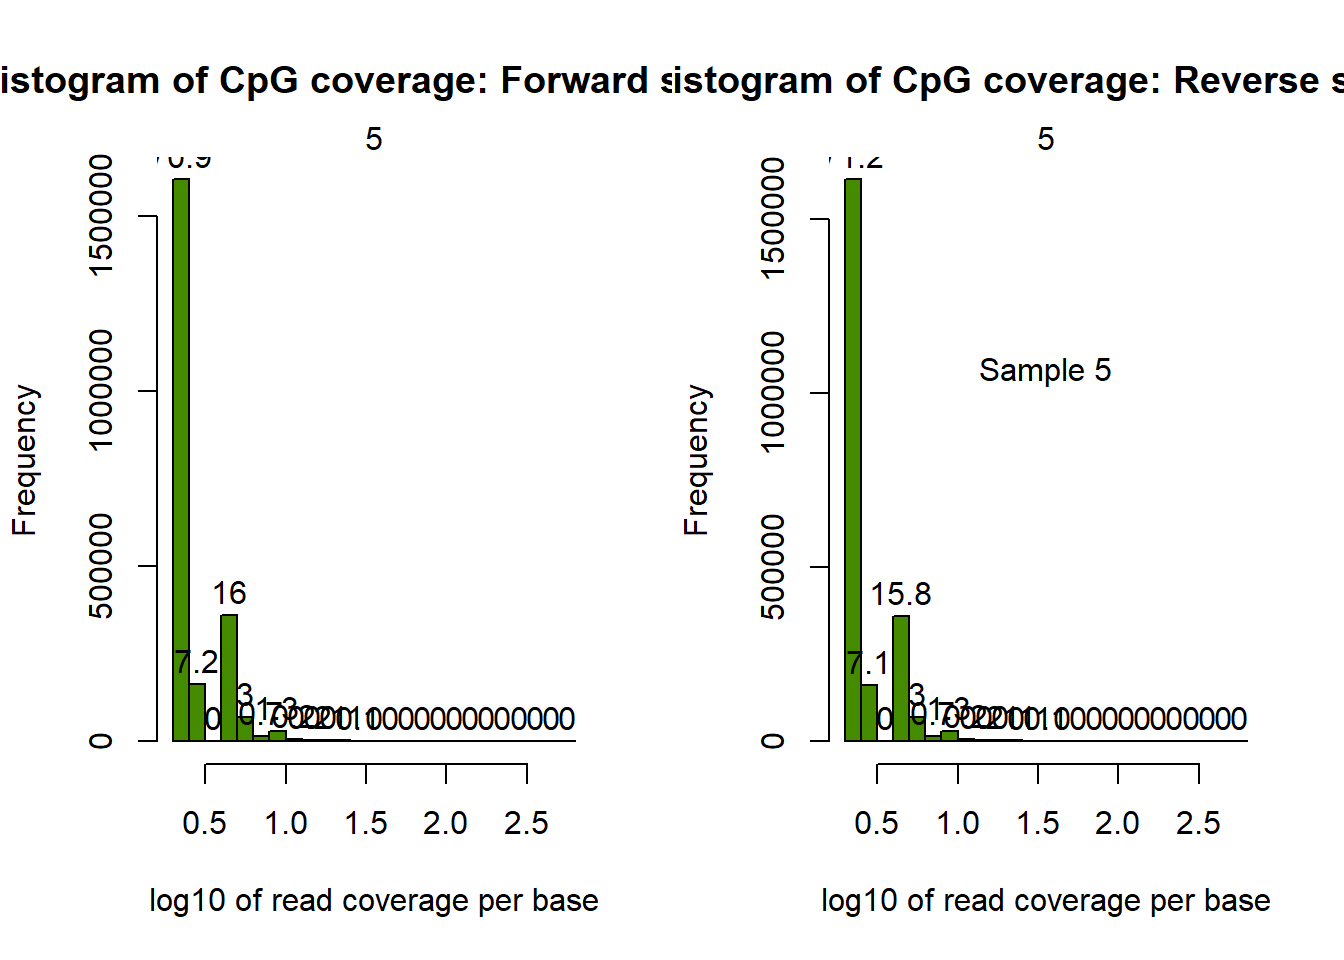 istogram of CpG coverage: Forward s
5
Frequency
0
500000
1000000
1500000
16
7.2
3
0.5 1.0 1.5 2.0 2.5
log10 of read coverage per base
istogram of CpG coverage: Reverse s
5
Sample 5
Frequency
0
500000
1000000
1500000
15.8
7.1
3
0.5 1.0 1.5 2.0 2.5
log10 of read coverage per base